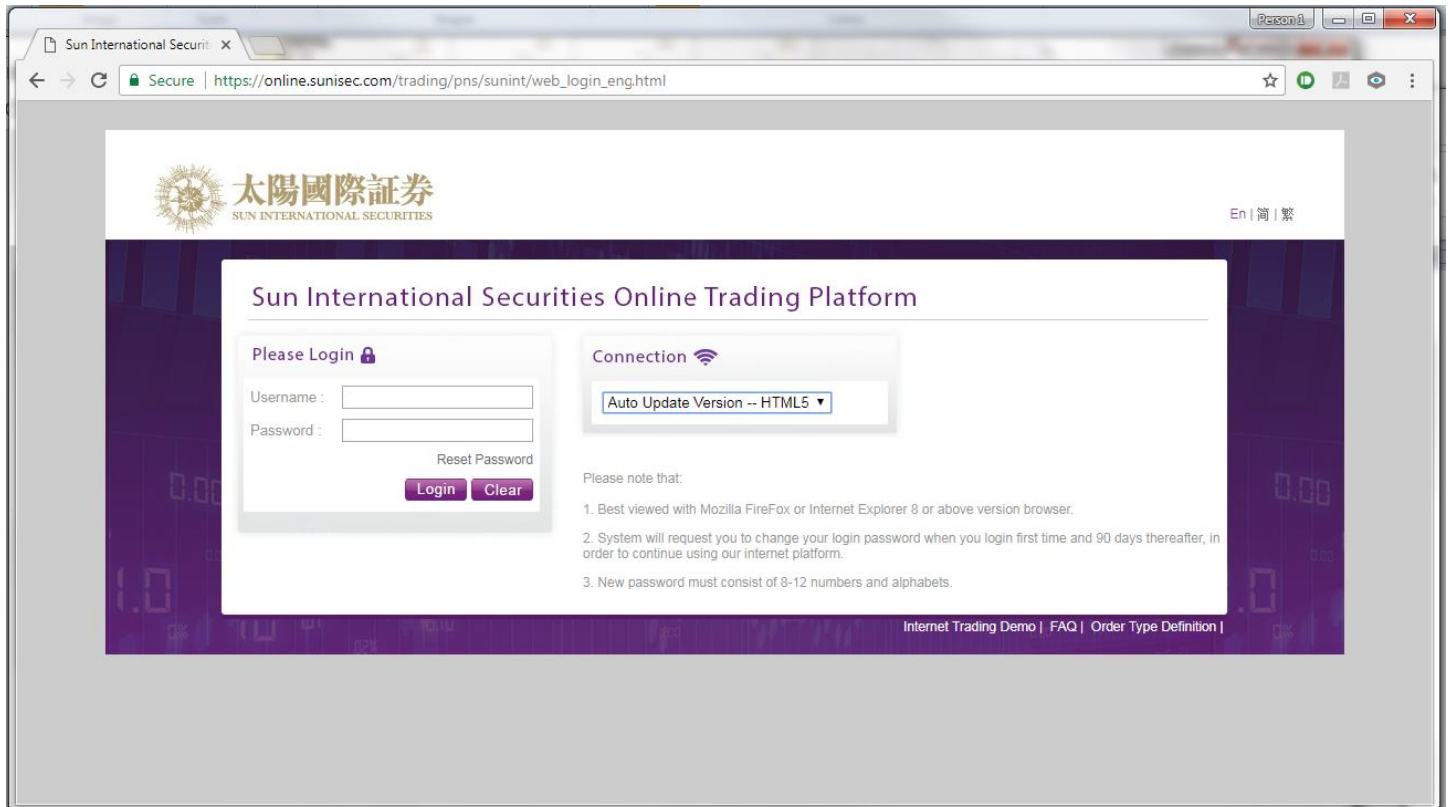 Person 1
Sun International Securit
Secure | https://online.sunisec.com/trading/pns/sunint/web_login_eng.html
太陽國際証券
SUN INTERNATIONAL SECURITIES
En | 简 | 繁
Sun International Securities Online Trading Platform
Please Login
Connection
Username :
Auto Update Version -- HTML5
Password :
Reset Password
Login Clear
Please note that:
1. Best viewed with Mozilla FireFox or Internet Explorer 8 or above version browser.
2. System will request you to change your login password when you login first time and 90 days thereafter, in
order to continue using our internet platform.
3. New password must consist of 8-12 numbers and alphabets.
Internet Trading Demo | FAQ | Order Type Definition |